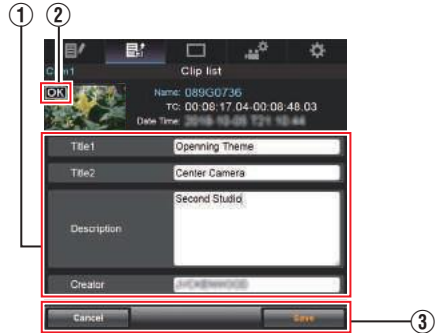 ① ②
Clip list
OK
Name: 089G0736
TC: 00:08:17.04-00:08:48.03
Date Time:
Title1 Openning Theme
Title2 Center Camera
Second Studio
Description
Creator
Cancel Save
③